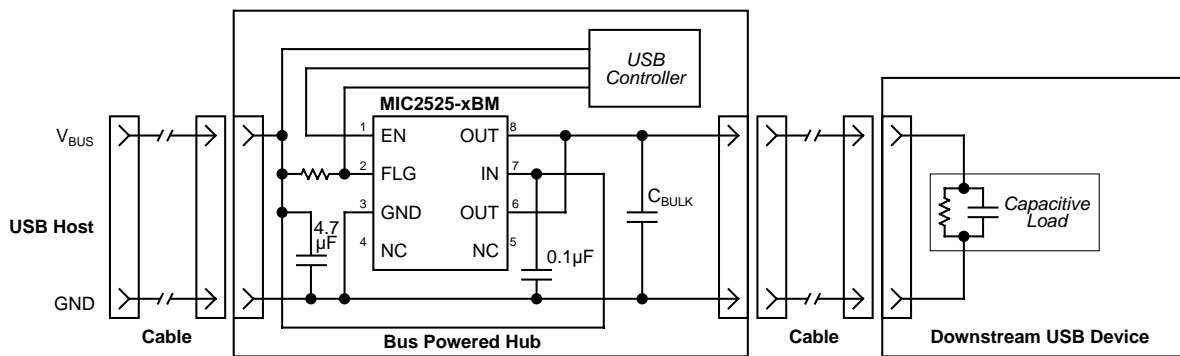 USB
Controller
MIC2525-xBM
VBUS
1
EN
OUT
8
2
FLG
IN
7
3
GND
OUT
6
4
NC
NC
5
4.7
µF
0.1µF
CBULK
Capacitive
Load
USB Host
GND
Cable
Bus Powered Hub
Cable
Downstream USB Device